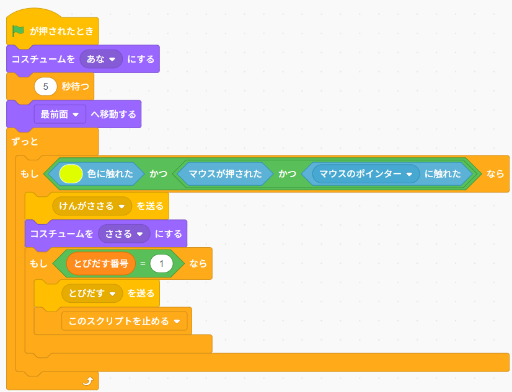 が押されたとき
コスチュームを あな にする
5 秒待つ
最前面 へ移動する
ずっと
もし 色に触れた かつ マウスが押された かつ マウスのポインター に触れた なら
けんがささる を送る
コスチュームを ささる にする
もし とびだす番号 = 1 なら
とびだす を送る
このスクリプトを止める